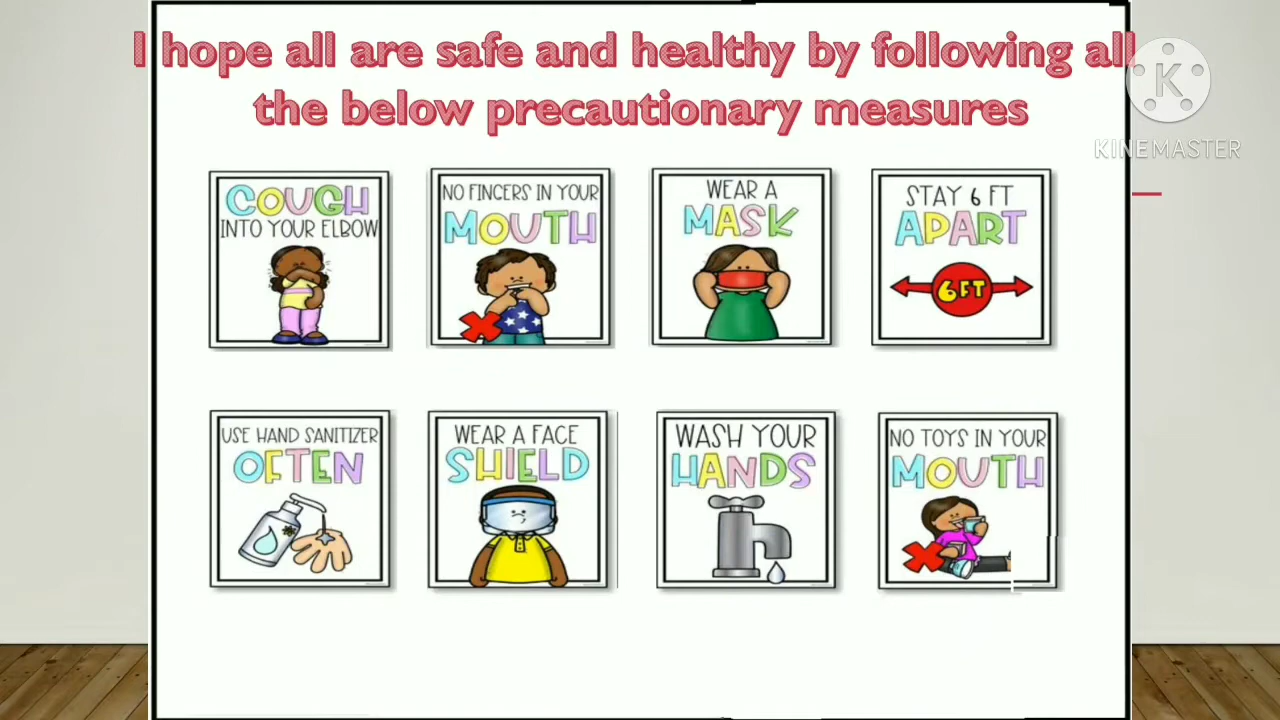 I hope all are safe and healthy by following all
the below precautionary measures
K
KINEMASTER
COUGH
INTO YOUR ELBOW
NO FINGERS IN YOUR
MOUTH
WEAR A
MASK
STAY 6 FT
APART
6FT
USE HAND SANITIZER
OFTEN
WEAR A FACE
SHIELD
WASH YOUR
HANDS
NO TOYS IN YOUR
MOUTH